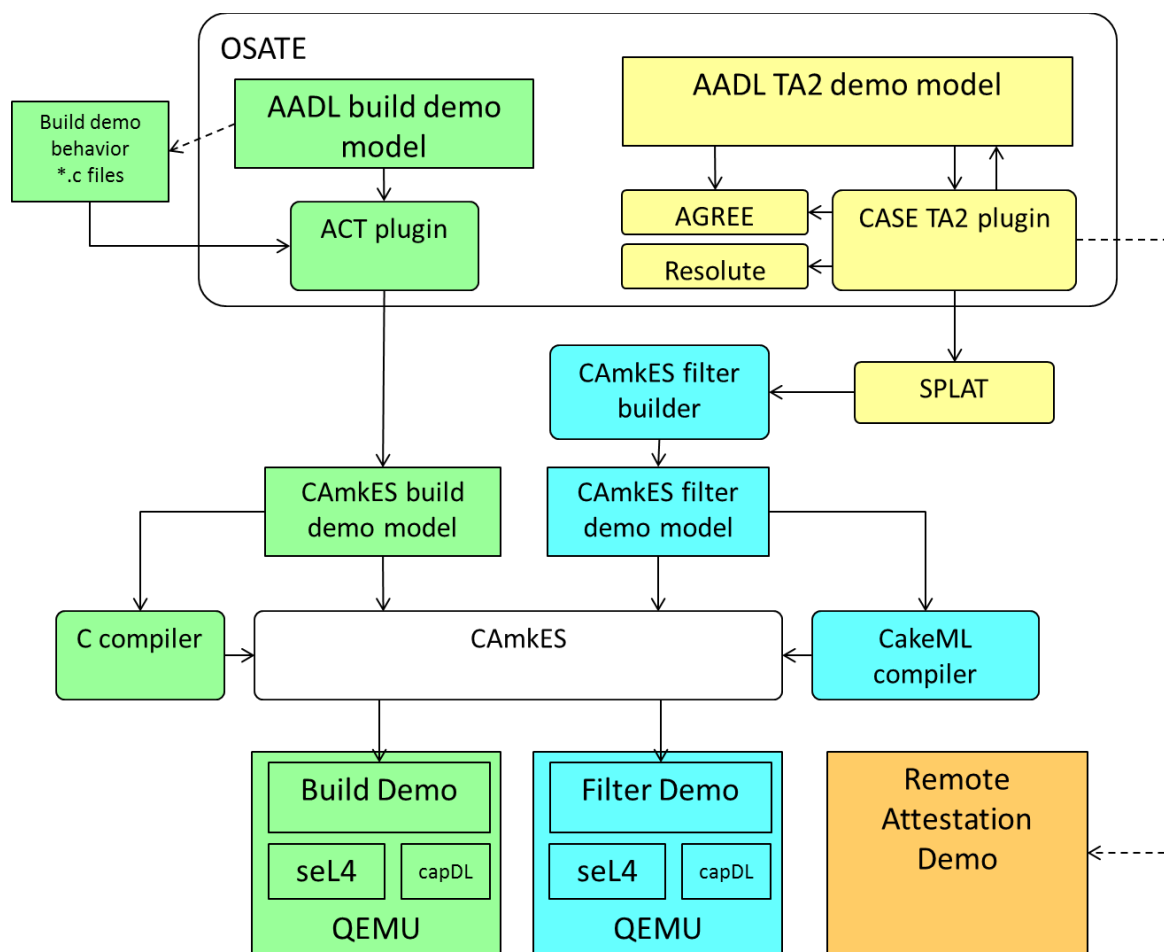 OSATE
AADL build demo
model
AADL TA2 demo model
Build demo
behavior
*.c files
ACT plugin
AGREE
CASE TA2 plugin
Resolute
CAmkES filter
builder
SPLAT
CAmkES build
demo model
CAmkES filter
demo model
C compiler
CAmkES
CakeML
compiler
Build Demo
seL4
capDL
QEMU
Filter Demo
seL4
capDL
QEMU
Remote
Attestation
Demo